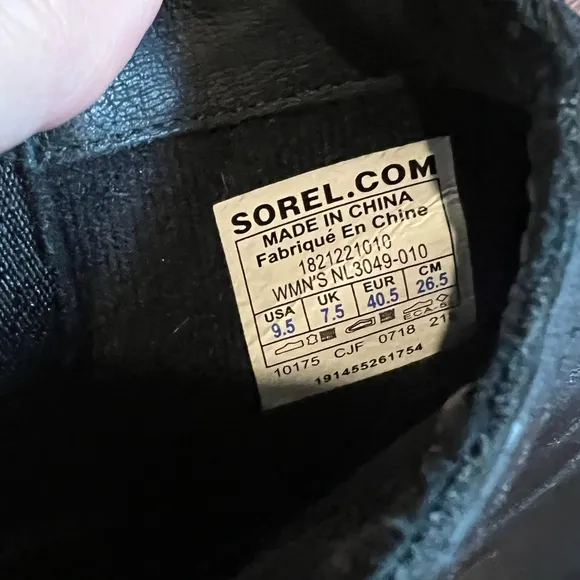 SOREL.COM
MADE IN CHINA
Fabriqué En Chine
1821221010
WMN'S NL3049-010
USA UK EUR CM
9.5 7.5 40.5 26.5
10175 CJF 0718
191455261754